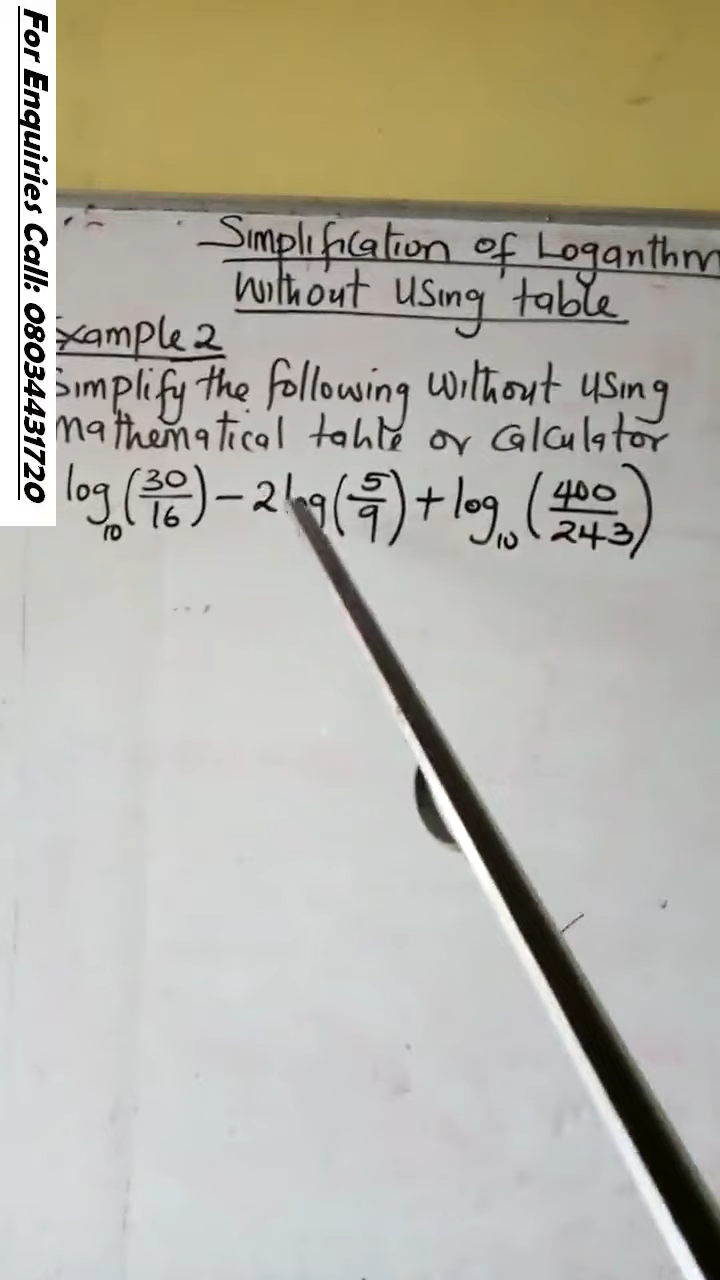 For Enquiries Call: 08034431720
Simplification of Logarithm
Without Using table
xample 2
Simplify the following Without using
mathematical table or Calculator
log₁₀(30/16) − 2log(5/9) + log₁₀(400/243)